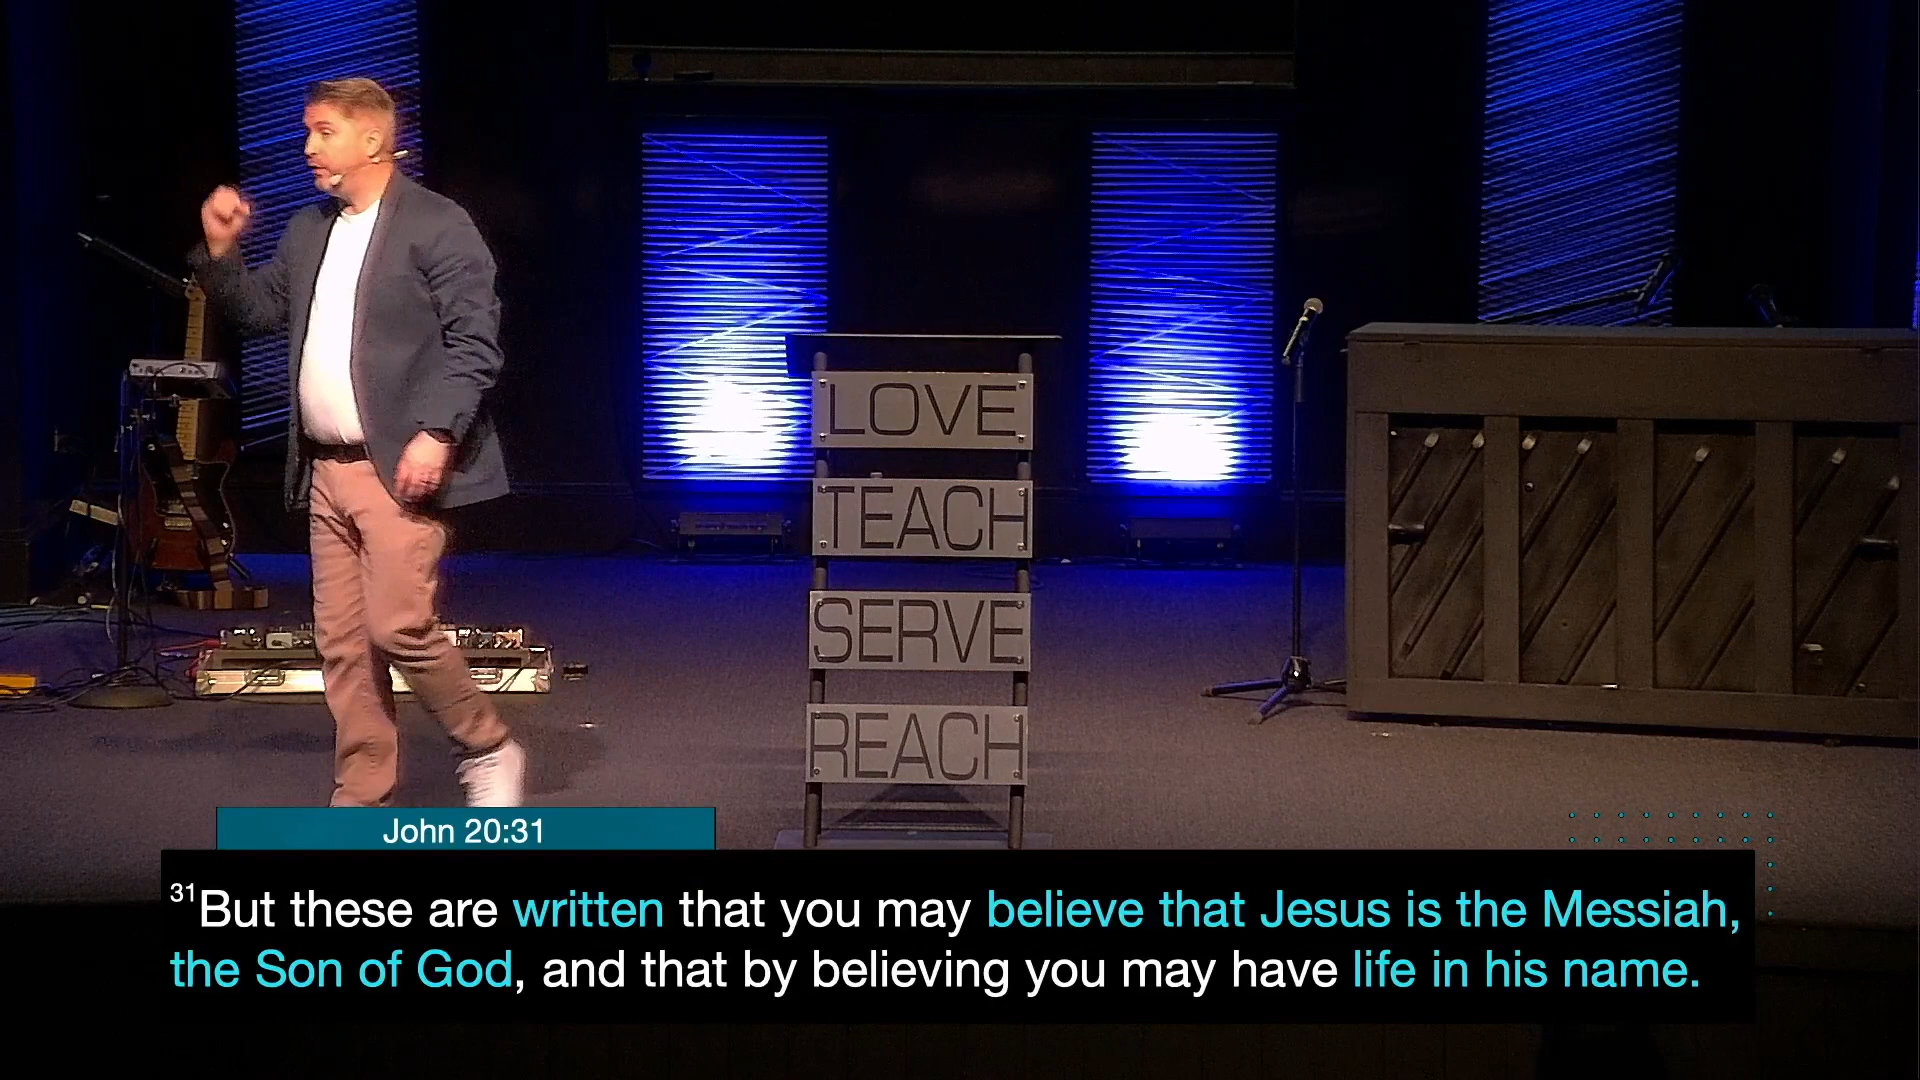 LOVE
TEACH
SERVE
REACH
John 20:31
31But these are written that you may believe that Jesus is the Messiah,
the Son of God, and that by believing you may have life in his name.